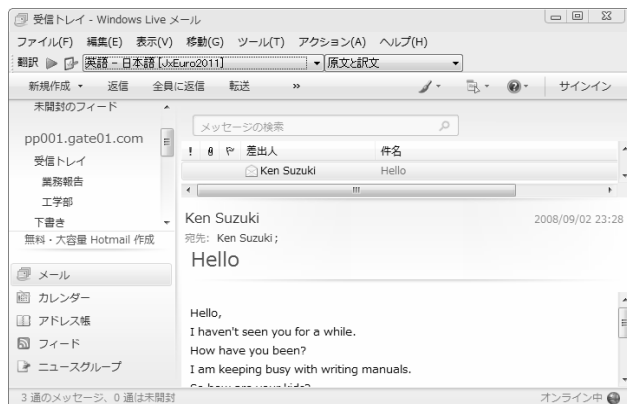 受信トレイ - Windows Live メール
ファイル(F) 編集(E) 表示(V) 移動(G) ツール(T) アクション(A) ヘルプ(H)
翻訳 英語 - 日本語 [JxEuro2011] 原文と訳文
新規作成 返信 全員に返信 転送 » サインイン
未開封のフィード
pp001.gate01.com
受信トレイ
業務報告
工学部
下書き
無料・大容量 Hotmail 作成
メール
カレンダー
アドレス帳
フィード
ニュースグループ
メッセージの検索
! 差出人 件名
Ken Suzuki Hello
Ken Suzuki 2008/09/02 23:28
宛先: Ken Suzuki;
Hello
Hello,
I haven't seen you for a while.
How have you been?
I am keeping busy with writing manuals.
So how are your kids?
3 通のメッセージ、0 通は未開封 オンライン中